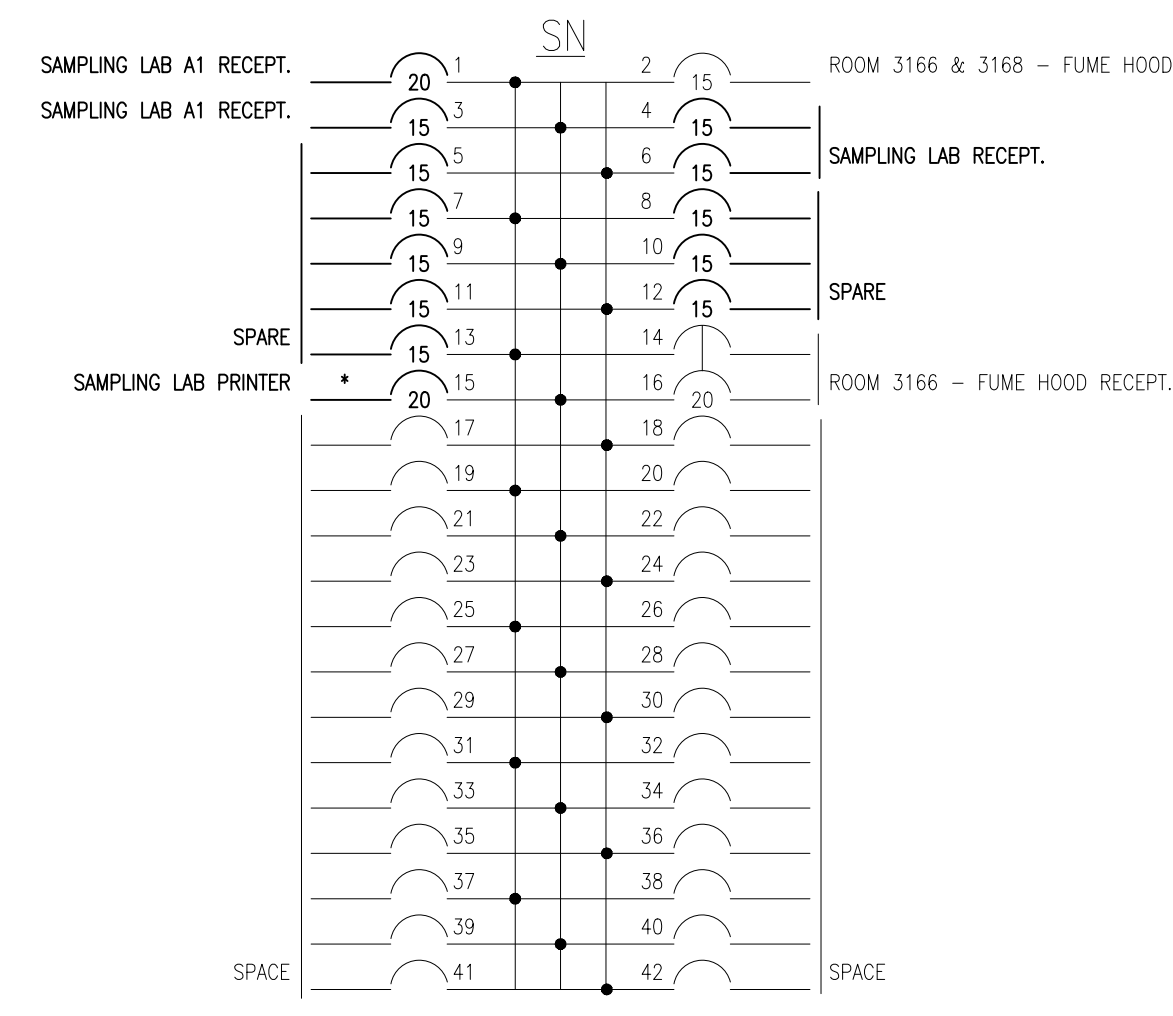 SN
SAMPLING LAB A1 RECEPT. 20 1 2 15 ROOM 3166 & 3168 – FUME HOOD
SAMPLING LAB A1 RECEPT. 15 3 4 15
15 5 6 15 SAMPLING LAB RECEPT.
15 7 8 15
15 9 10 15
15 11 12 15 SPARE
SPARE 15 13 14
SAMPLING LAB PRINTER * 20 15 16 20 ROOM 3166 – FUME HOOD RECEPT.
17 18
19 20
21 22
23 24
25 26
27 28
29 30
31 32
33 34
35 36
37 38
39 40
SPACE 41 42 SPACE